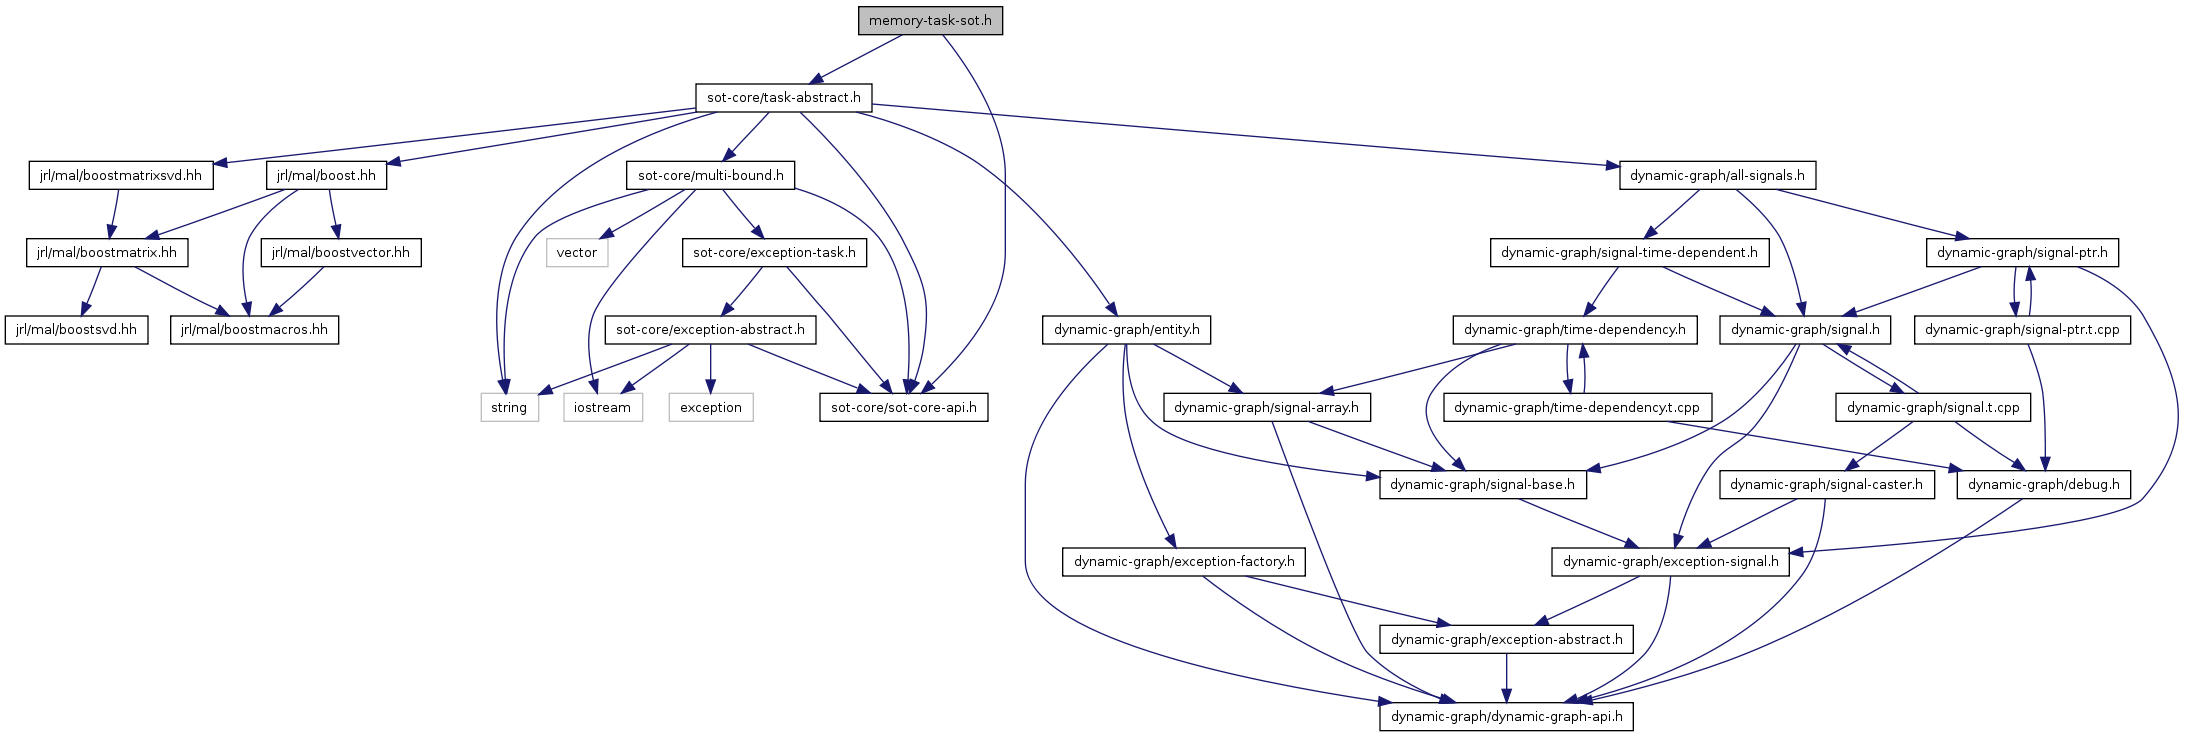 memory-task-sot.h
sot-core/task-abstract.h
jrl/mal/boostmatrixsvd.hh
jrl/mal/boost.hh
sot-core/multi-bound.h
dynamic-graph/all-signals.h
jrl/mal/boostmatrix.hh
jrl/mal/boostvector.hh
vector
sot-core/exception-task.h
dynamic-graph/signal-time-dependent.h
dynamic-graph/signal-ptr.h
jrl/mal/boostsvd.hh
jrl/mal/boostmacros.hh
sot-core/exception-abstract.h
dynamic-graph/entity.h
dynamic-graph/time-dependency.h
dynamic-graph/signal.h
dynamic-graph/signal-ptr.t.cpp
string
iostream
exception
sot-core/sot-core-api.h
dynamic-graph/signal-array.h
dynamic-graph/time-dependency.t.cpp
dynamic-graph/signal.t.cpp
dynamic-graph/signal-base.h
dynamic-graph/signal-caster.h
dynamic-graph/debug.h
dynamic-graph/exception-factory.h
dynamic-graph/exception-signal.h
dynamic-graph/exception-abstract.h
dynamic-graph/dynamic-graph-api.h